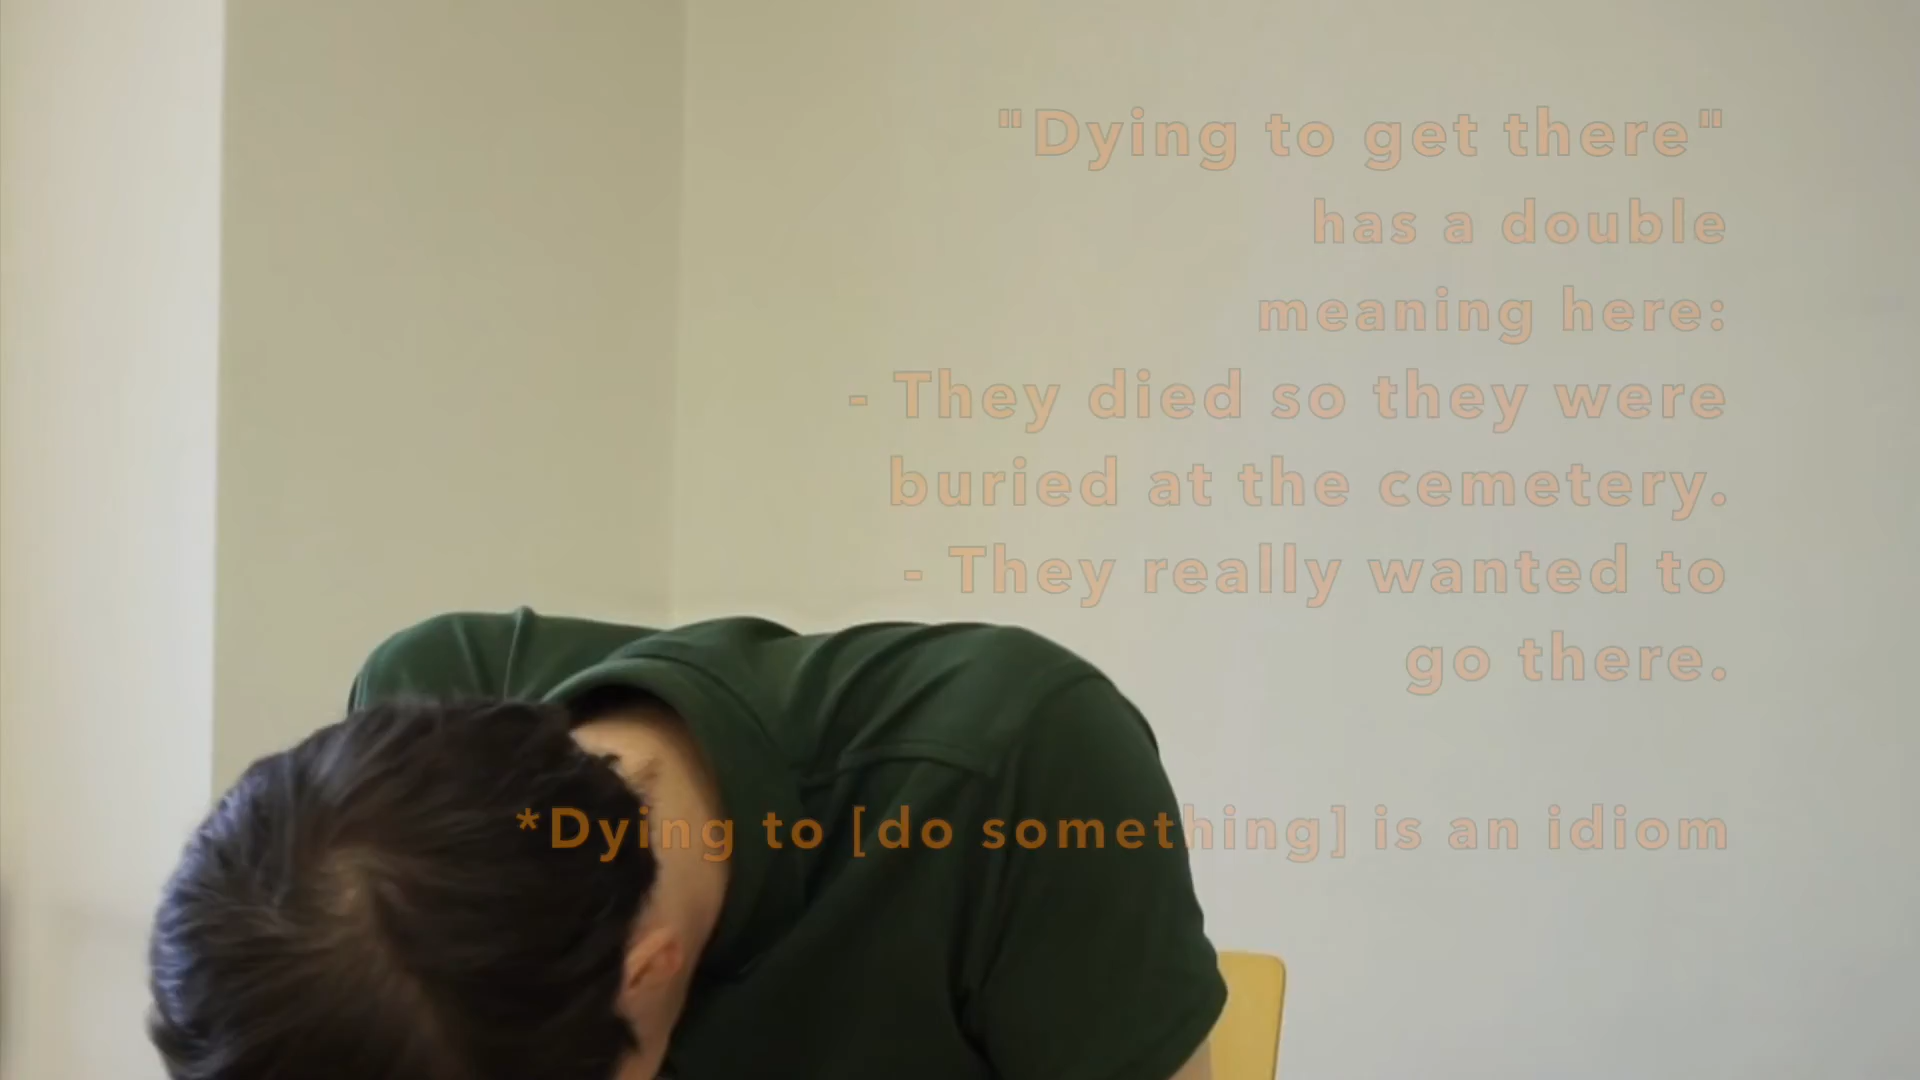 "Dying to get there"
has a double
meaning here:
- They died so they were
buried at the cemetery.
- They really wanted to
go there.
*Dying to [do something] is an idiom